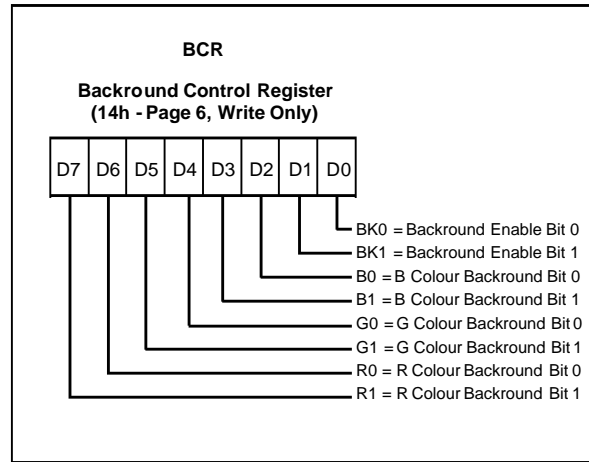 BCR
Backround Control Register
(14h - Page 6, Write Only)
D7 D6 D5 D4 D3 D2 D1 D0
BK0 = Backround Enable Bit 0
BK1 = Backround Enable Bit 1
B0 = B Colour Backround Bit 0
B1 = B Colour Backround Bit 1
G0 = G Colour Backround Bit 0
G1 = G Colour Backround Bit 1
R0 = R Colour Backround Bit 0
R1 = R Colour Backround Bit 1